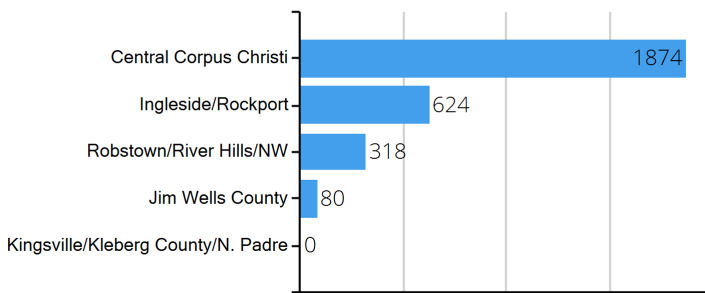 Central Corpus Christi 1874
Ingleside/Rockport 624
Robstown/River Hills/NW 318
Jim Wells County 80
Kingsville/Kleberg County/N. Padre 0